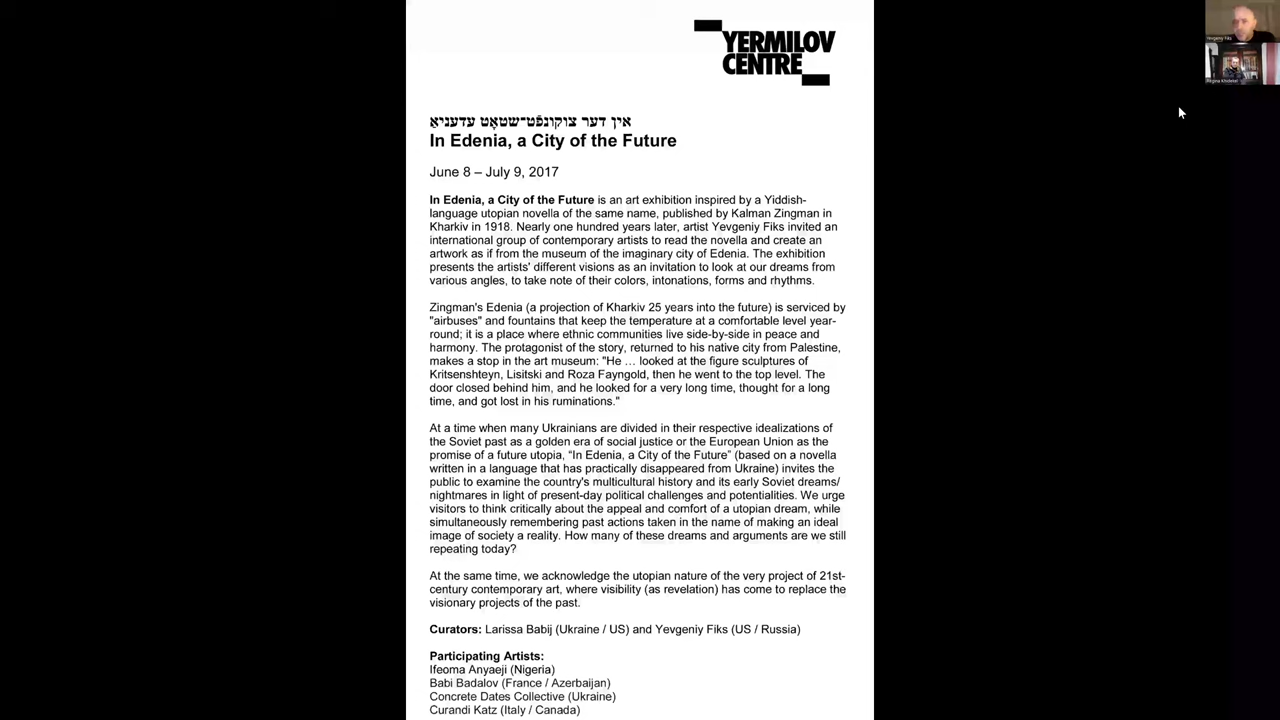 YERMILOV
CENTRE
אין דער צוקונפֿט־שטאָט עדעניאַ
In Edenia, a City of the Future
June 8 – July 9, 2017
In Edenia, a City of the Future is an art exhibition inspired by a Yiddish-
language utopian novella of the same name, published by Kalman Zingman in
Kharkiv in 1918. Nearly one hundred years later, artist Yevgeniy Fiks invited an
international group of contemporary artists to read the novella and create an
artwork as if from the museum of the imaginary city of Edenia. The exhibition
presents the artists' different visions as an invitation to look at our dreams from
various angles, to take note of their colors, intonations, forms and rhythms.
Zingman's Edenia (a projection of Kharkiv 25 years into the future) is serviced by
"airbuses" and fountains that keep the temperature at a comfortable level year-
round; it is a place where ethnic communities live side-by-side in peace and
harmony. The protagonist of the story, returned to his native city from Palestine,
makes a stop in the art museum: "He ... looked at the figure sculptures of
Kritsenshteyn, Lisitski and Roza Fayngold, then he went to the top level. The
door closed behind him, and he looked for a very long time, thought for a long
time, and got lost in his ruminations."
At a time when many Ukrainians are divided in their respective idealizations of
the Soviet past as a golden era of social justice or the European Union as the
promise of a future utopia, “In Edenia, a City of the Future” (based on a novella
written in a language that has practically disappeared from Ukraine) invites the
public to examine the country's multicultural history and its early Soviet dreams/
nightmares in light of present-day political challenges and potentialities. We urge
visitors to think critically about the appeal and comfort of a utopian dream, while
simultaneously remembering past actions taken in the name of making an ideal
image of society a reality. How many of these dreams and arguments are we still
repeating today?
At the same time, we acknowledge the utopian nature of the very project of 21st-
century contemporary art, where visibility (as revelation) has come to replace the
visionary projects of the past.
Curators: Larissa Babij (Ukraine / US) and Yevgeniy Fiks (US / Russia)
Participating Artists:
Ifeoma Anyaeji (Nigeria)
Babi Badalov (France / Azerbaijan)
Concrete Dates Collective (Ukraine)
Curandi Katz (Italy / Canada)